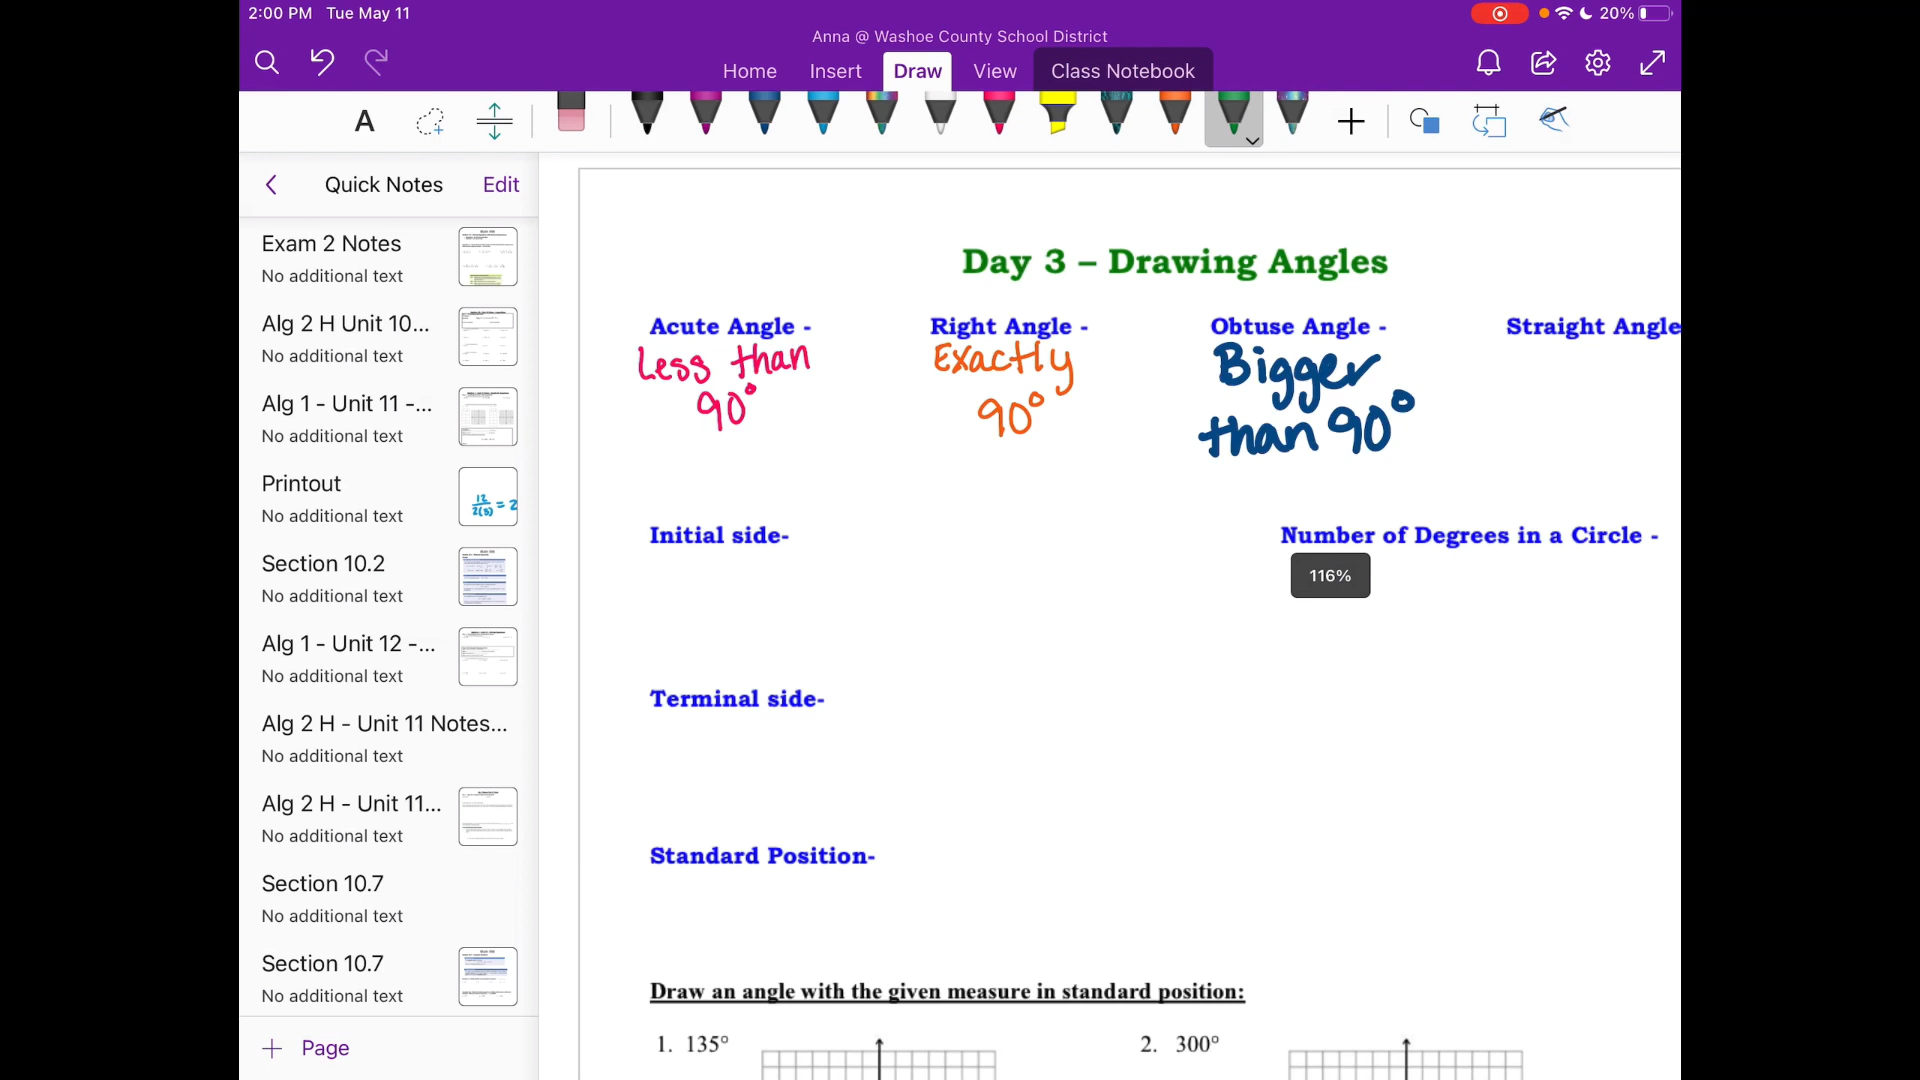 2:00 PM Tue May 11
20%
Anna @ Washoe County School District
Home Insert Draw View Class Notebook
A
Quick Notes Edit
Exam 2 Notes
No additional text
Alg 2 H Unit 10...
No additional text
Alg 1 - Unit 11 -...
No additional text
Printout
No additional text
Section 10.2
No additional text
Alg 1 - Unit 12 -...
No additional text
Alg 2 H - Unit 11 Notes...
No additional text
Alg 2 H - Unit 11...
No additional text
Section 10.7
No additional text
Section 10.7
No additional text
+ Page
Day 3 – Drawing Angles
Acute Angle - Right Angle - Obtuse Angle - Straight Angle
Less than 90°
Exactly 90°
Bigger than 90°
Initial side- Number of Degrees in a Circle -
116%
Terminal side-
Standard Position-
Draw an angle with the given measure in standard position:
1. 135° 2. 300°